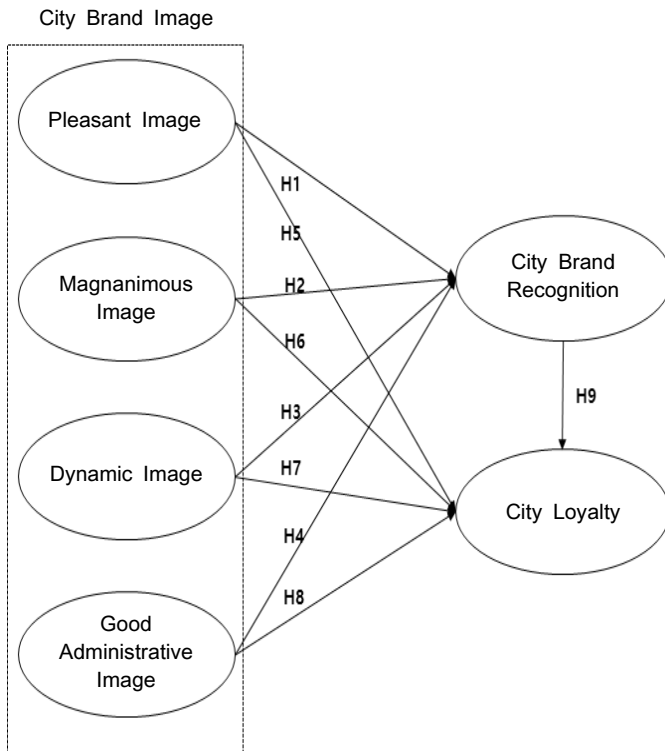 City Brand Image
Pleasant Image
H1
H5
Magnanimous
Image
H2
City Brand
Recognition
H6
H9
H3
Dynamic Image
H7
City Loyalty
H4
H8
Good
Administrative
Image